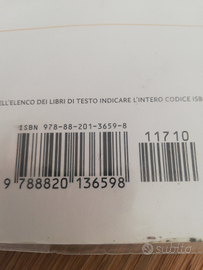 ELL'ELENCO DEI LIBRI DI TESTO INDICARE L'INTERO CODICE ISB
ISBN 978-88-201-3659-8
11710
9 788820 136598
subito